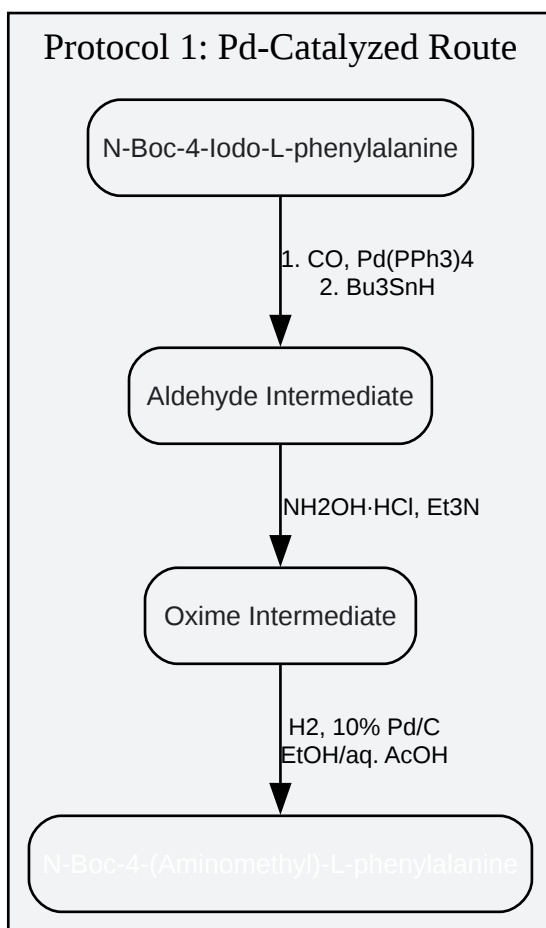 Protocol 1: Pd-Catalyzed Route
N-Boc-4-Iodo-L-phenylalanine
1. CO, Pd(PPh3)4
2. Bu3SnH
Aldehyde Intermediate
NH2OH·HCl, Et3N
Oxime Intermediate
H2, 10% Pd/C
EtOH/aq. AcOH
N-Boc-4-(Aminomethyl)-L-phenylalanine